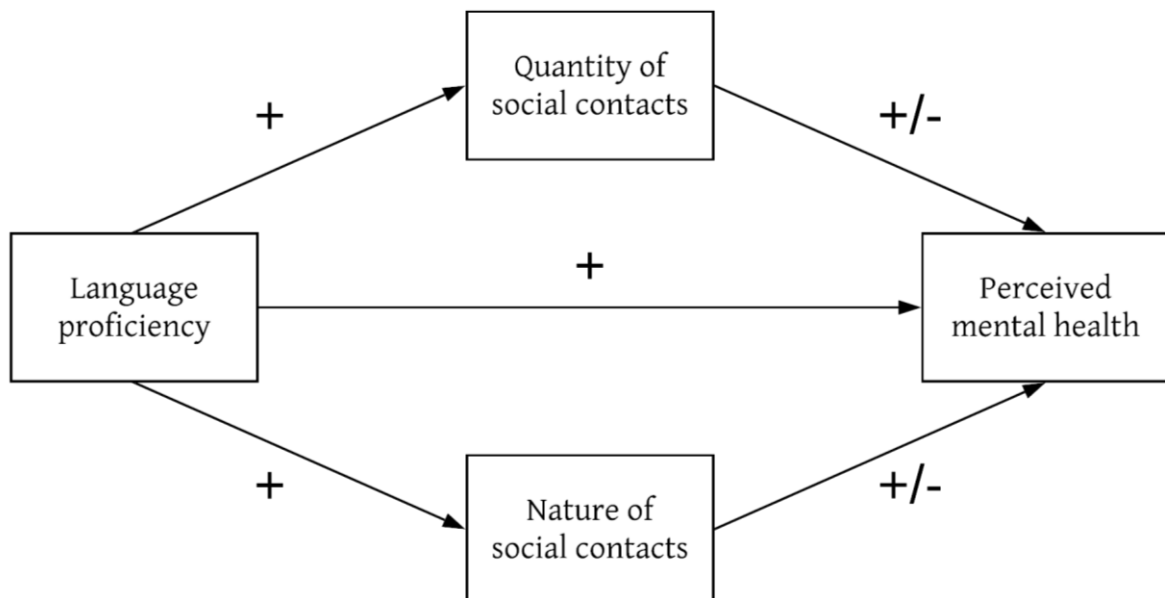 Quantity of
social contacts
+
+/-
Language
proficiency
+
Perceived
mental health
+
+/-
Nature of
social contacts